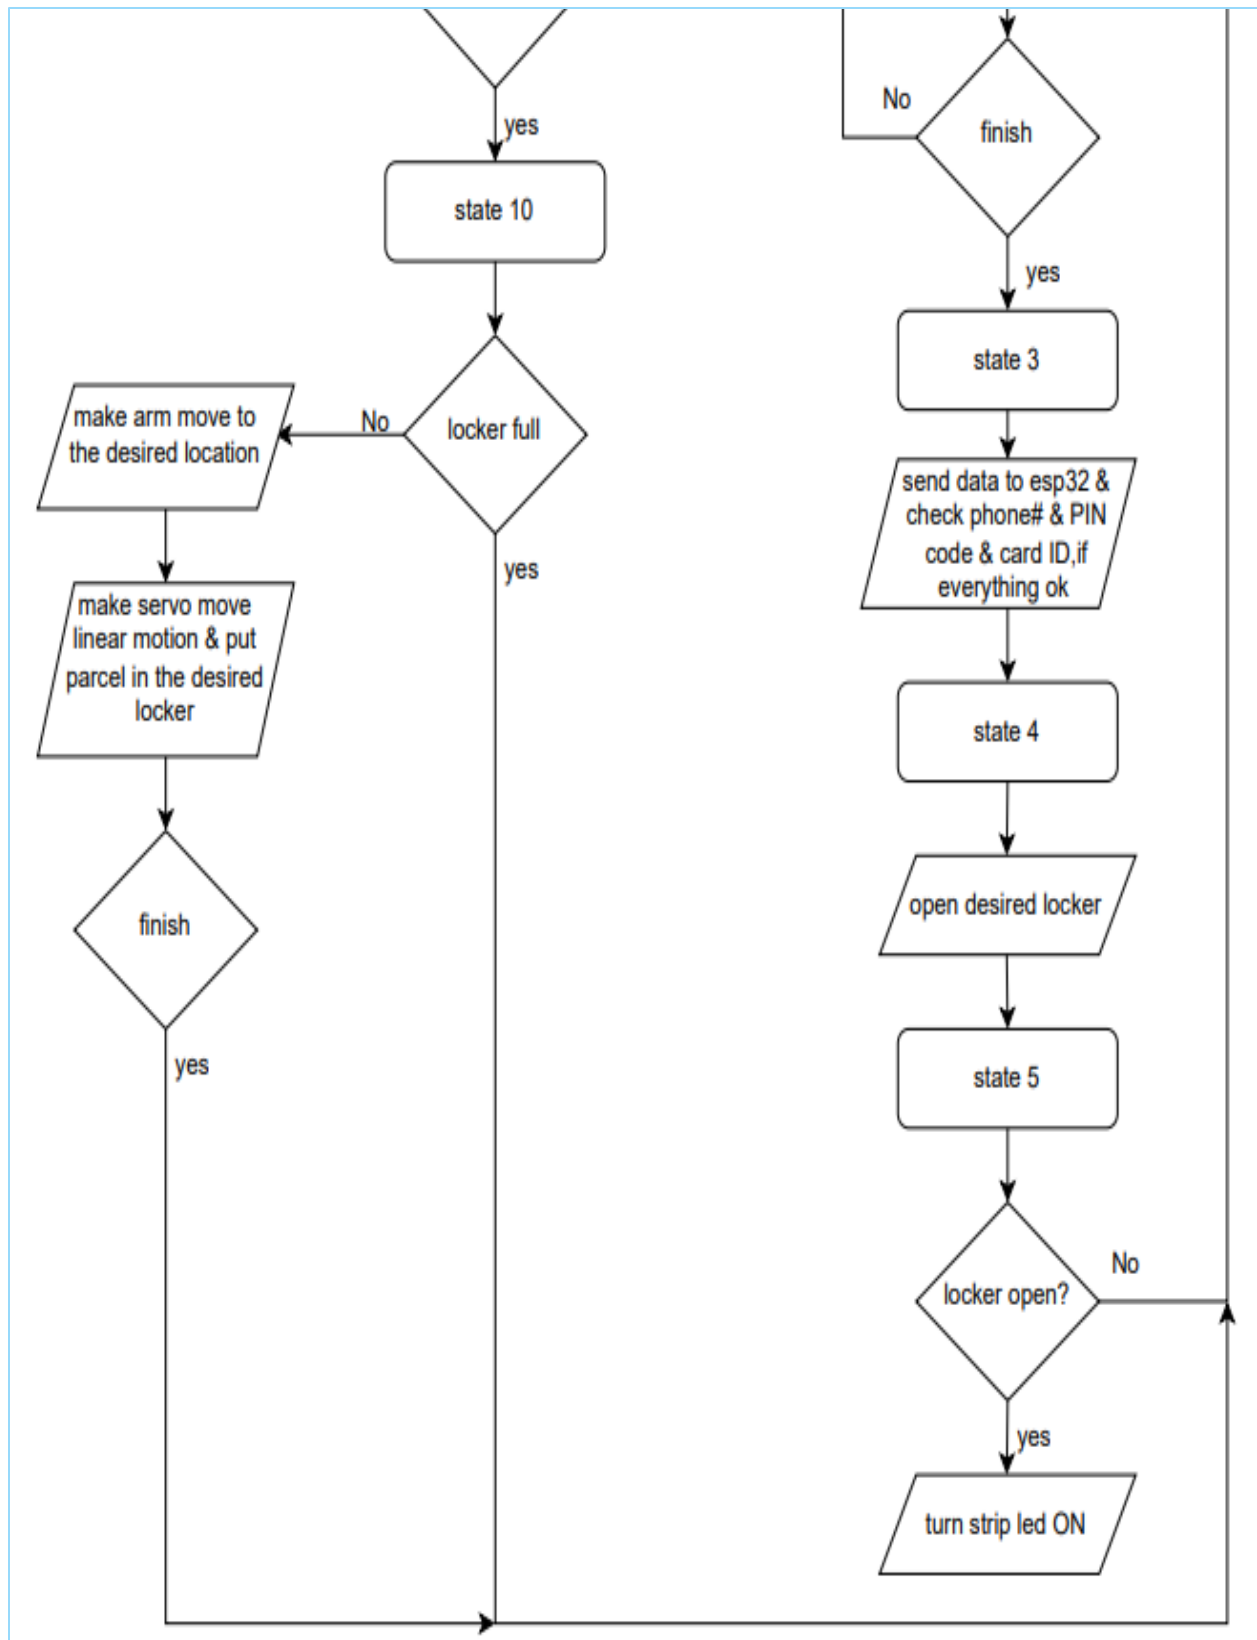 yes
state 10
locker full
No
yes
make arm move to
the desired location
make servo move
linear motion & put
parcel in the desired
locker
finish
yes
No
finish
yes
state 3
send data to esp32 &
check phone# & PIN
code & card ID,if
everything ok
state 4
open desired locker
state 5
locker open?
No
yes
turn strip led ON